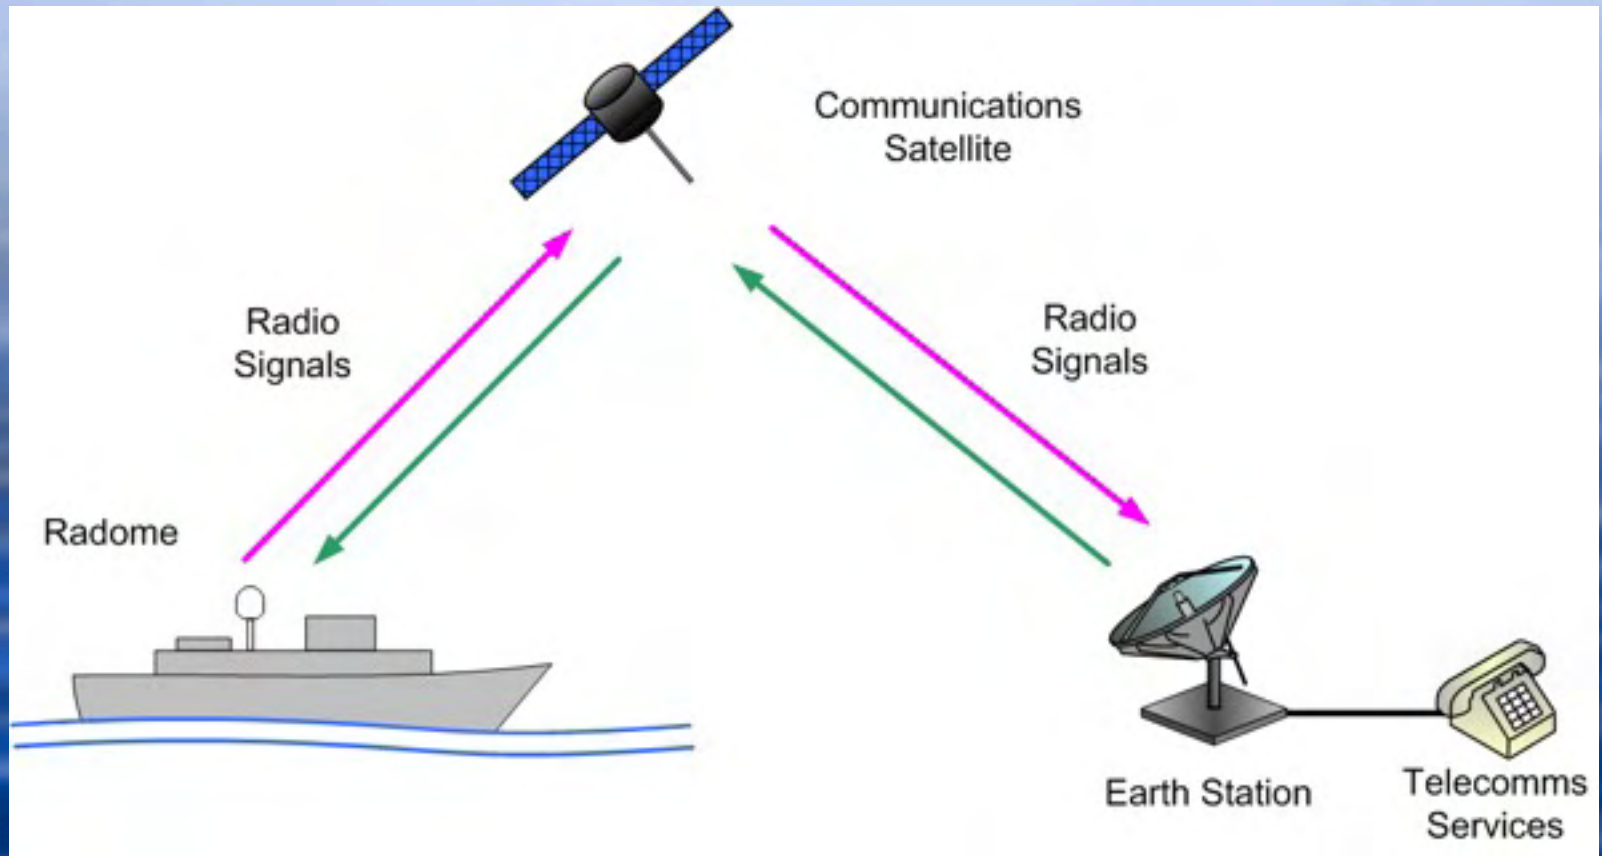 Communications
Satellite
Radio
Signals
Radio
Signals
Radome
Earth Station
Telecomms
Services